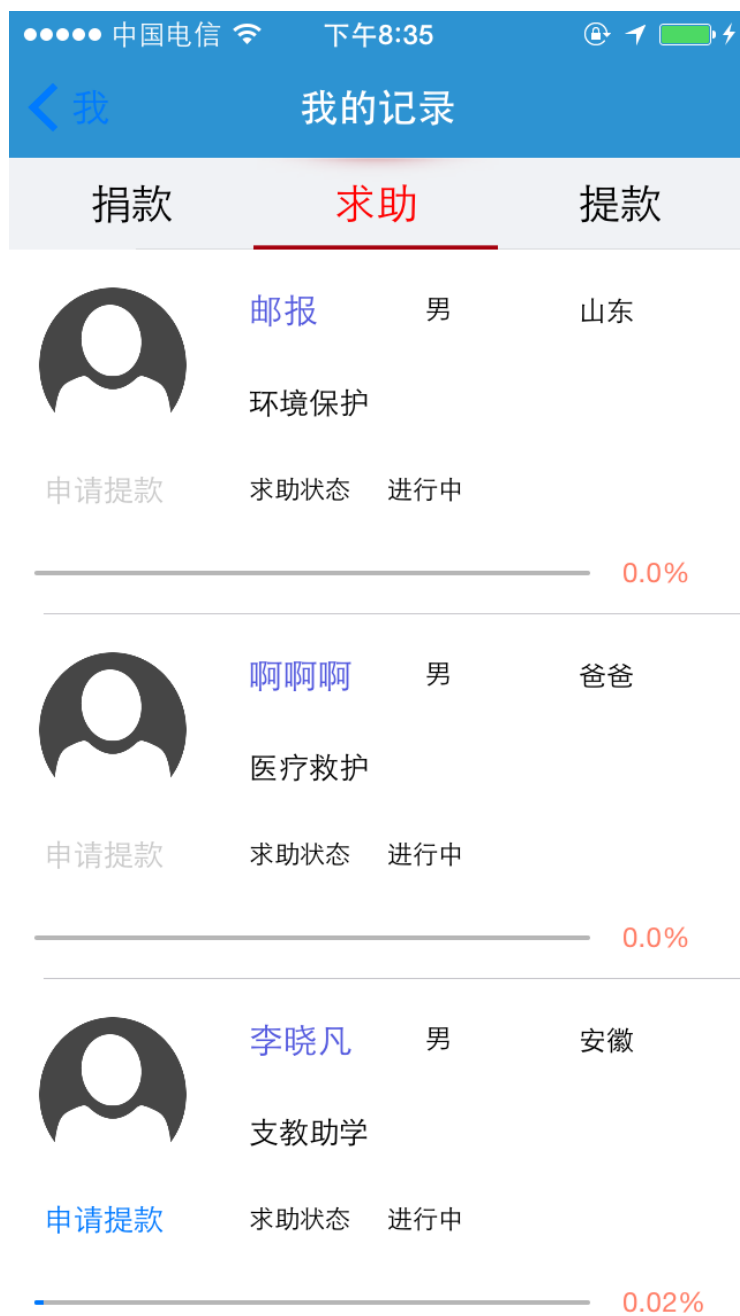 中国电信 下午8:35
我 我的记录
捐款 求助 提款
邮报 男 山东
环境保护
申请提款 求助状态 进行中
0.0%
啊啊啊 男 爸爸
医疗救护
申请提款 求助状态 进行中
0.0%
李晓凡 男 安徽
支教助学
申请提款 求助状态 进行中
0.02%